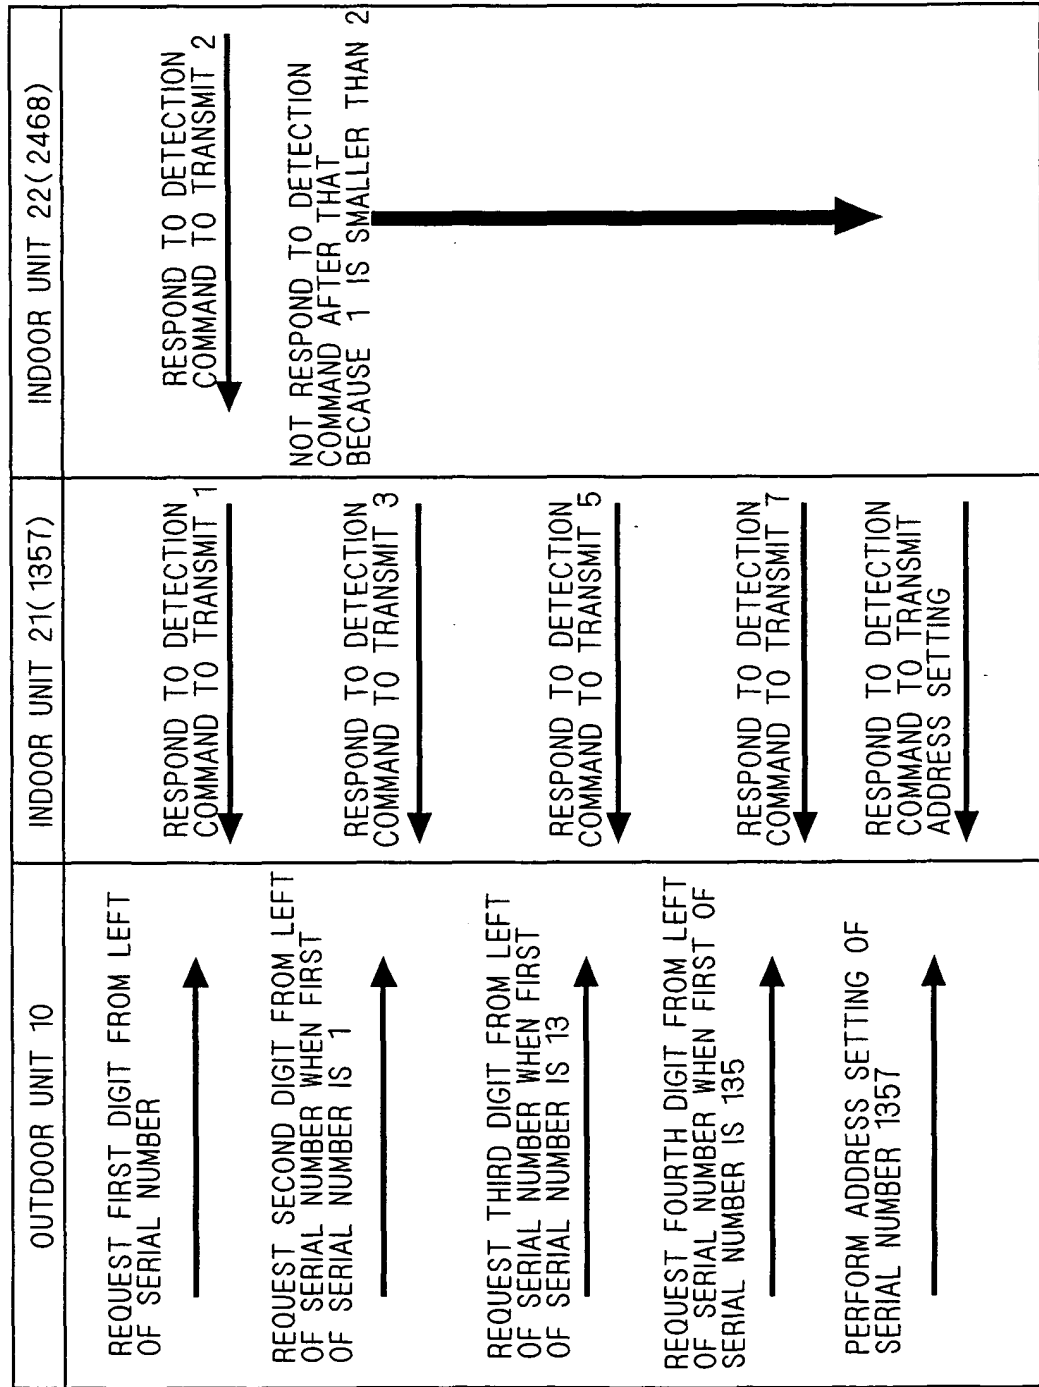 OUTDOOR UNIT 10
INDOOR UNIT 21(1357)
INDOOR UNIT 22(2468)
REQUEST FIRST DIGIT FROM LEFT
OF SERIAL NUMBER
RESPOND TO DETECTION
COMMAND TO TRANSMIT 1
RESPOND TO DETECTION
COMMAND TO TRANSMIT 2
REQUEST SECOND DIGIT FROM LEFT
OF SERIAL NUMBER WHEN FIRST
OF SERIAL NUMBER IS 1
RESPOND TO DETECTION
COMMAND TO TRANSMIT 3
NOT RESPOND TO DETECTION
COMMAND AFTER THAT
BECAUSE 1 IS SMALLER THAN 2
REQUEST THIRD DIGIT FROM LEFT
OF SERIAL NUMBER WHEN FIRST
OF SERIAL NUMBER IS 13
RESPOND TO DETECTION
COMMAND TO TRANSMIT 5
REQUEST FOURTH DIGIT FROM LEFT
OF SERIAL NUMBER WHEN FIRST OF
SERIAL NUMBER IS 135
RESPOND TO DETECTION
COMMAND TO TRANSMIT 7
PERFORM ADDRESS SETTING OF
SERIAL NUMBER 1357
RESPOND TO DETECTION
COMMAND TO TRANSMIT
ADDRESS SETTING